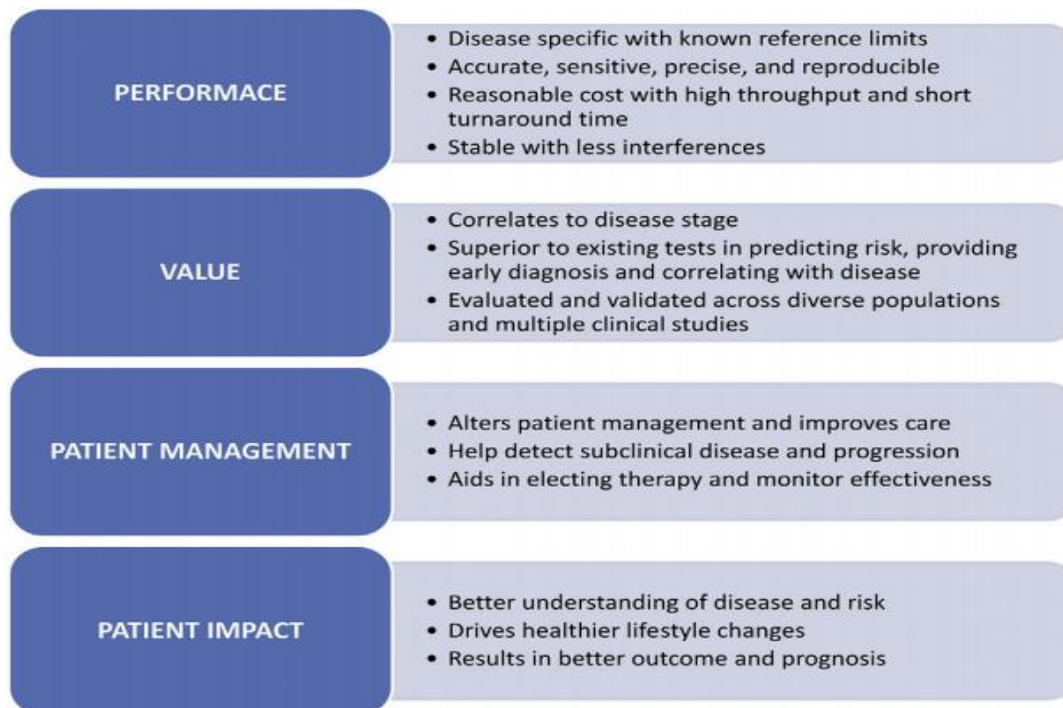 PERFORMACE
• Disease specific with known reference limits
• Accurate, sensitive, precise, and reproducible
• Reasonable cost with high throughput and short
turnaround time
• Stable with less interferences
VALUE
• Correlates to disease stage
• Superior to existing tests in predicting risk, providing
early diagnosis and correlating with disease
• Evaluated and validated across diverse populations
and multiple clinical studies
PATIENT MANAGEMENT
• Alters patient management and improves care
• Help detect subclinical disease and progression
• Aids in electing therapy and monitor effectiveness
PATIENT IMPACT
• Better understanding of disease and risk
• Drives healthier lifestyle changes
• Results in better outcome and prognosis